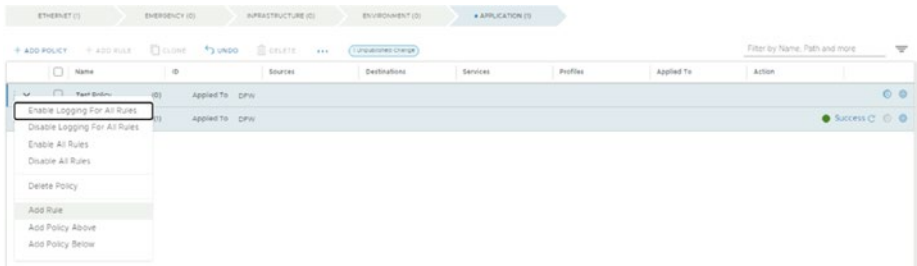 ETHERNET (1) EMERGENCY (0) INFRASTRUCTURE (0) ENVIRONMENT (0) APPLICATION (1)
+ ADD POLICY + ADD RULE CLONE UNDO DELETE ... 1 Unpublished Change Filter by Name, Path and more
Name ID Sources Destinations Services Profiles Applied To Action
Test Policy (0) Applied To DFW
(1) Applied To DFW Success
Enable Logging For All Rules
Disable Logging For All Rules
Enable All Rules
Disable All Rules
Delete Policy
Add Rule
Add Policy Above
Add Policy Below